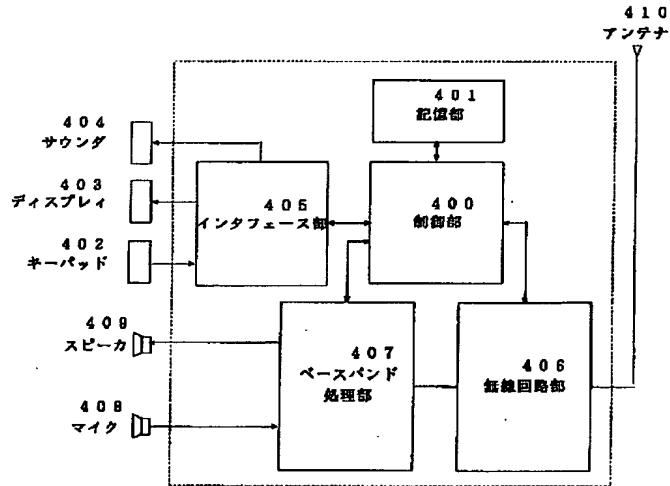 410
アンテナ
401
記憶部
404
サウンダ
403
ディスプレィ
405
インタフェース部
400
制御部
402
キーパッド
409
スピーカ
407
ベースバンド
処理部
406
無線回路部
408
マイク